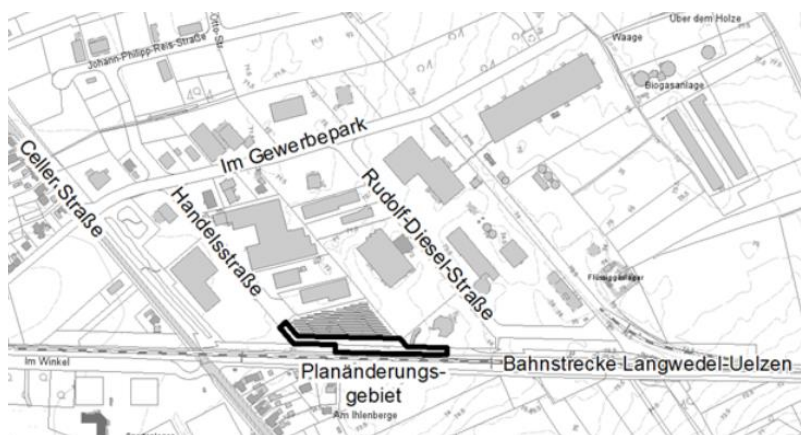 Über dem Holze
Waage
Johann-Philipp-Reis-Straße
Biogasanlage
Im Gewerbepark
Celler Straße
Handelsstraße
Rudolf-Diesel-Straße
Flüssiggaslager
Im Winkel
Bahnstrecke Langwedel-Uelzen
Planänderungs-
gebiet
Am Ihlenberge